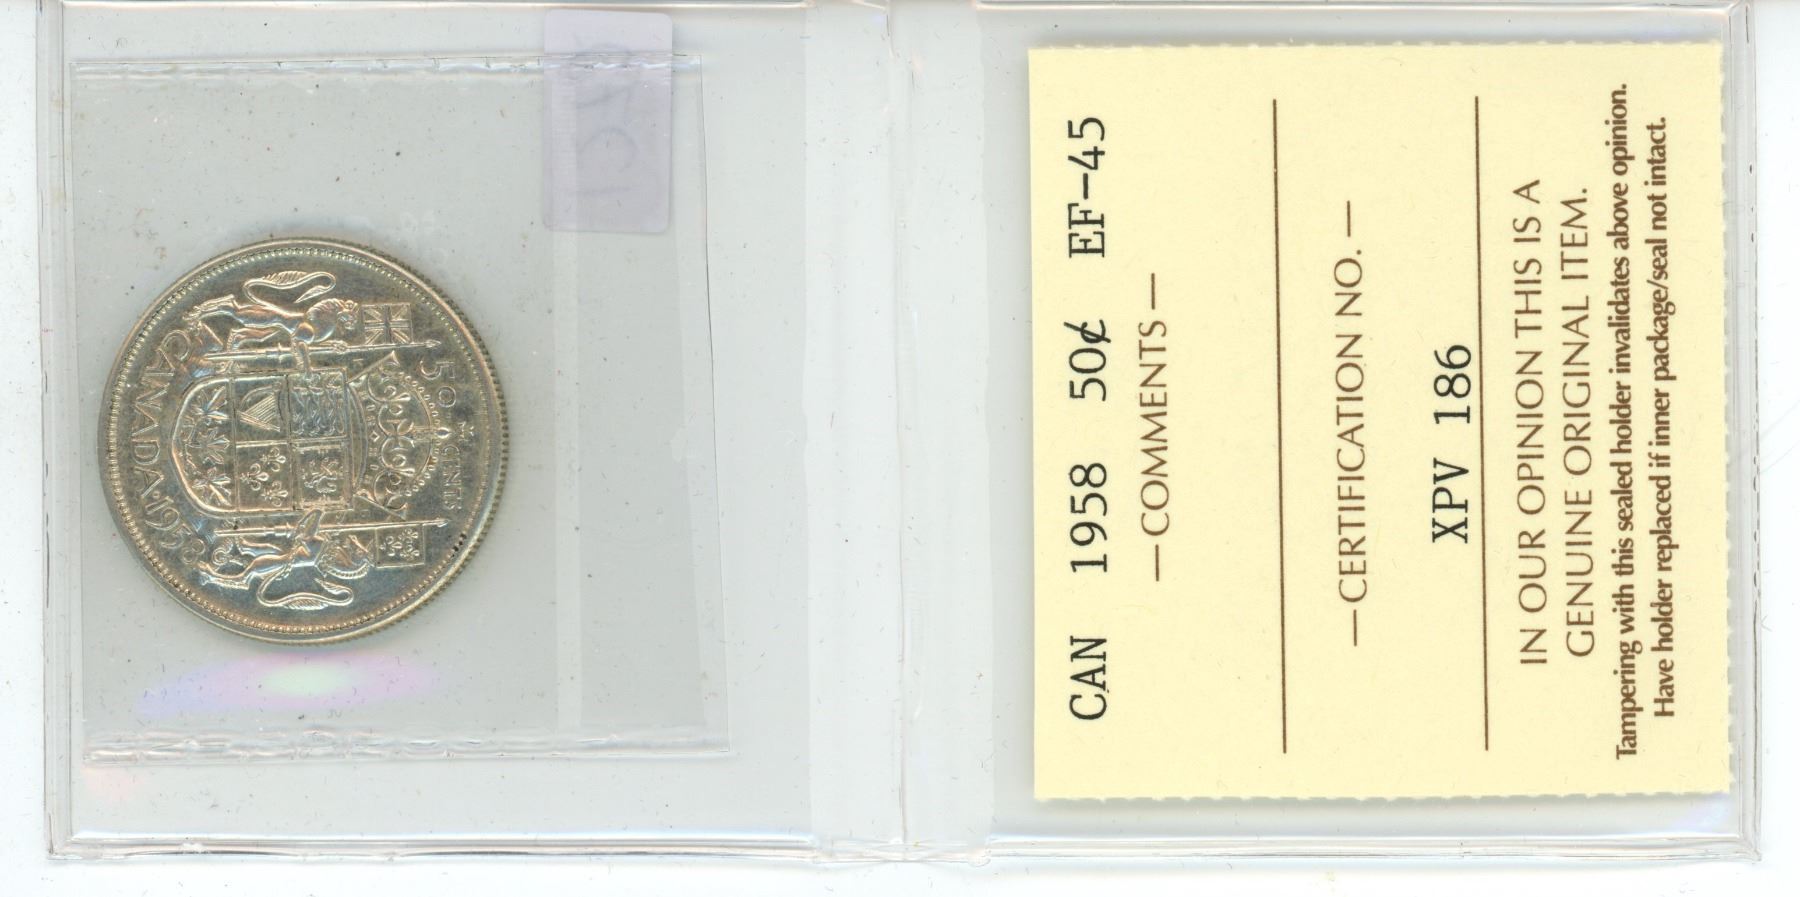 50 CENTS
CANADA·1958
CAN 1958 50¢ EF-45
—COMMENTS—
—CERTIFICATION NO.—
XPV 186
IN OUR OPINION THIS IS A
GENUINE ORIGINAL ITEM.
Tampering with this sealed holder invalidates above opinion.
Have holder replaced if inner package/seal not intact.